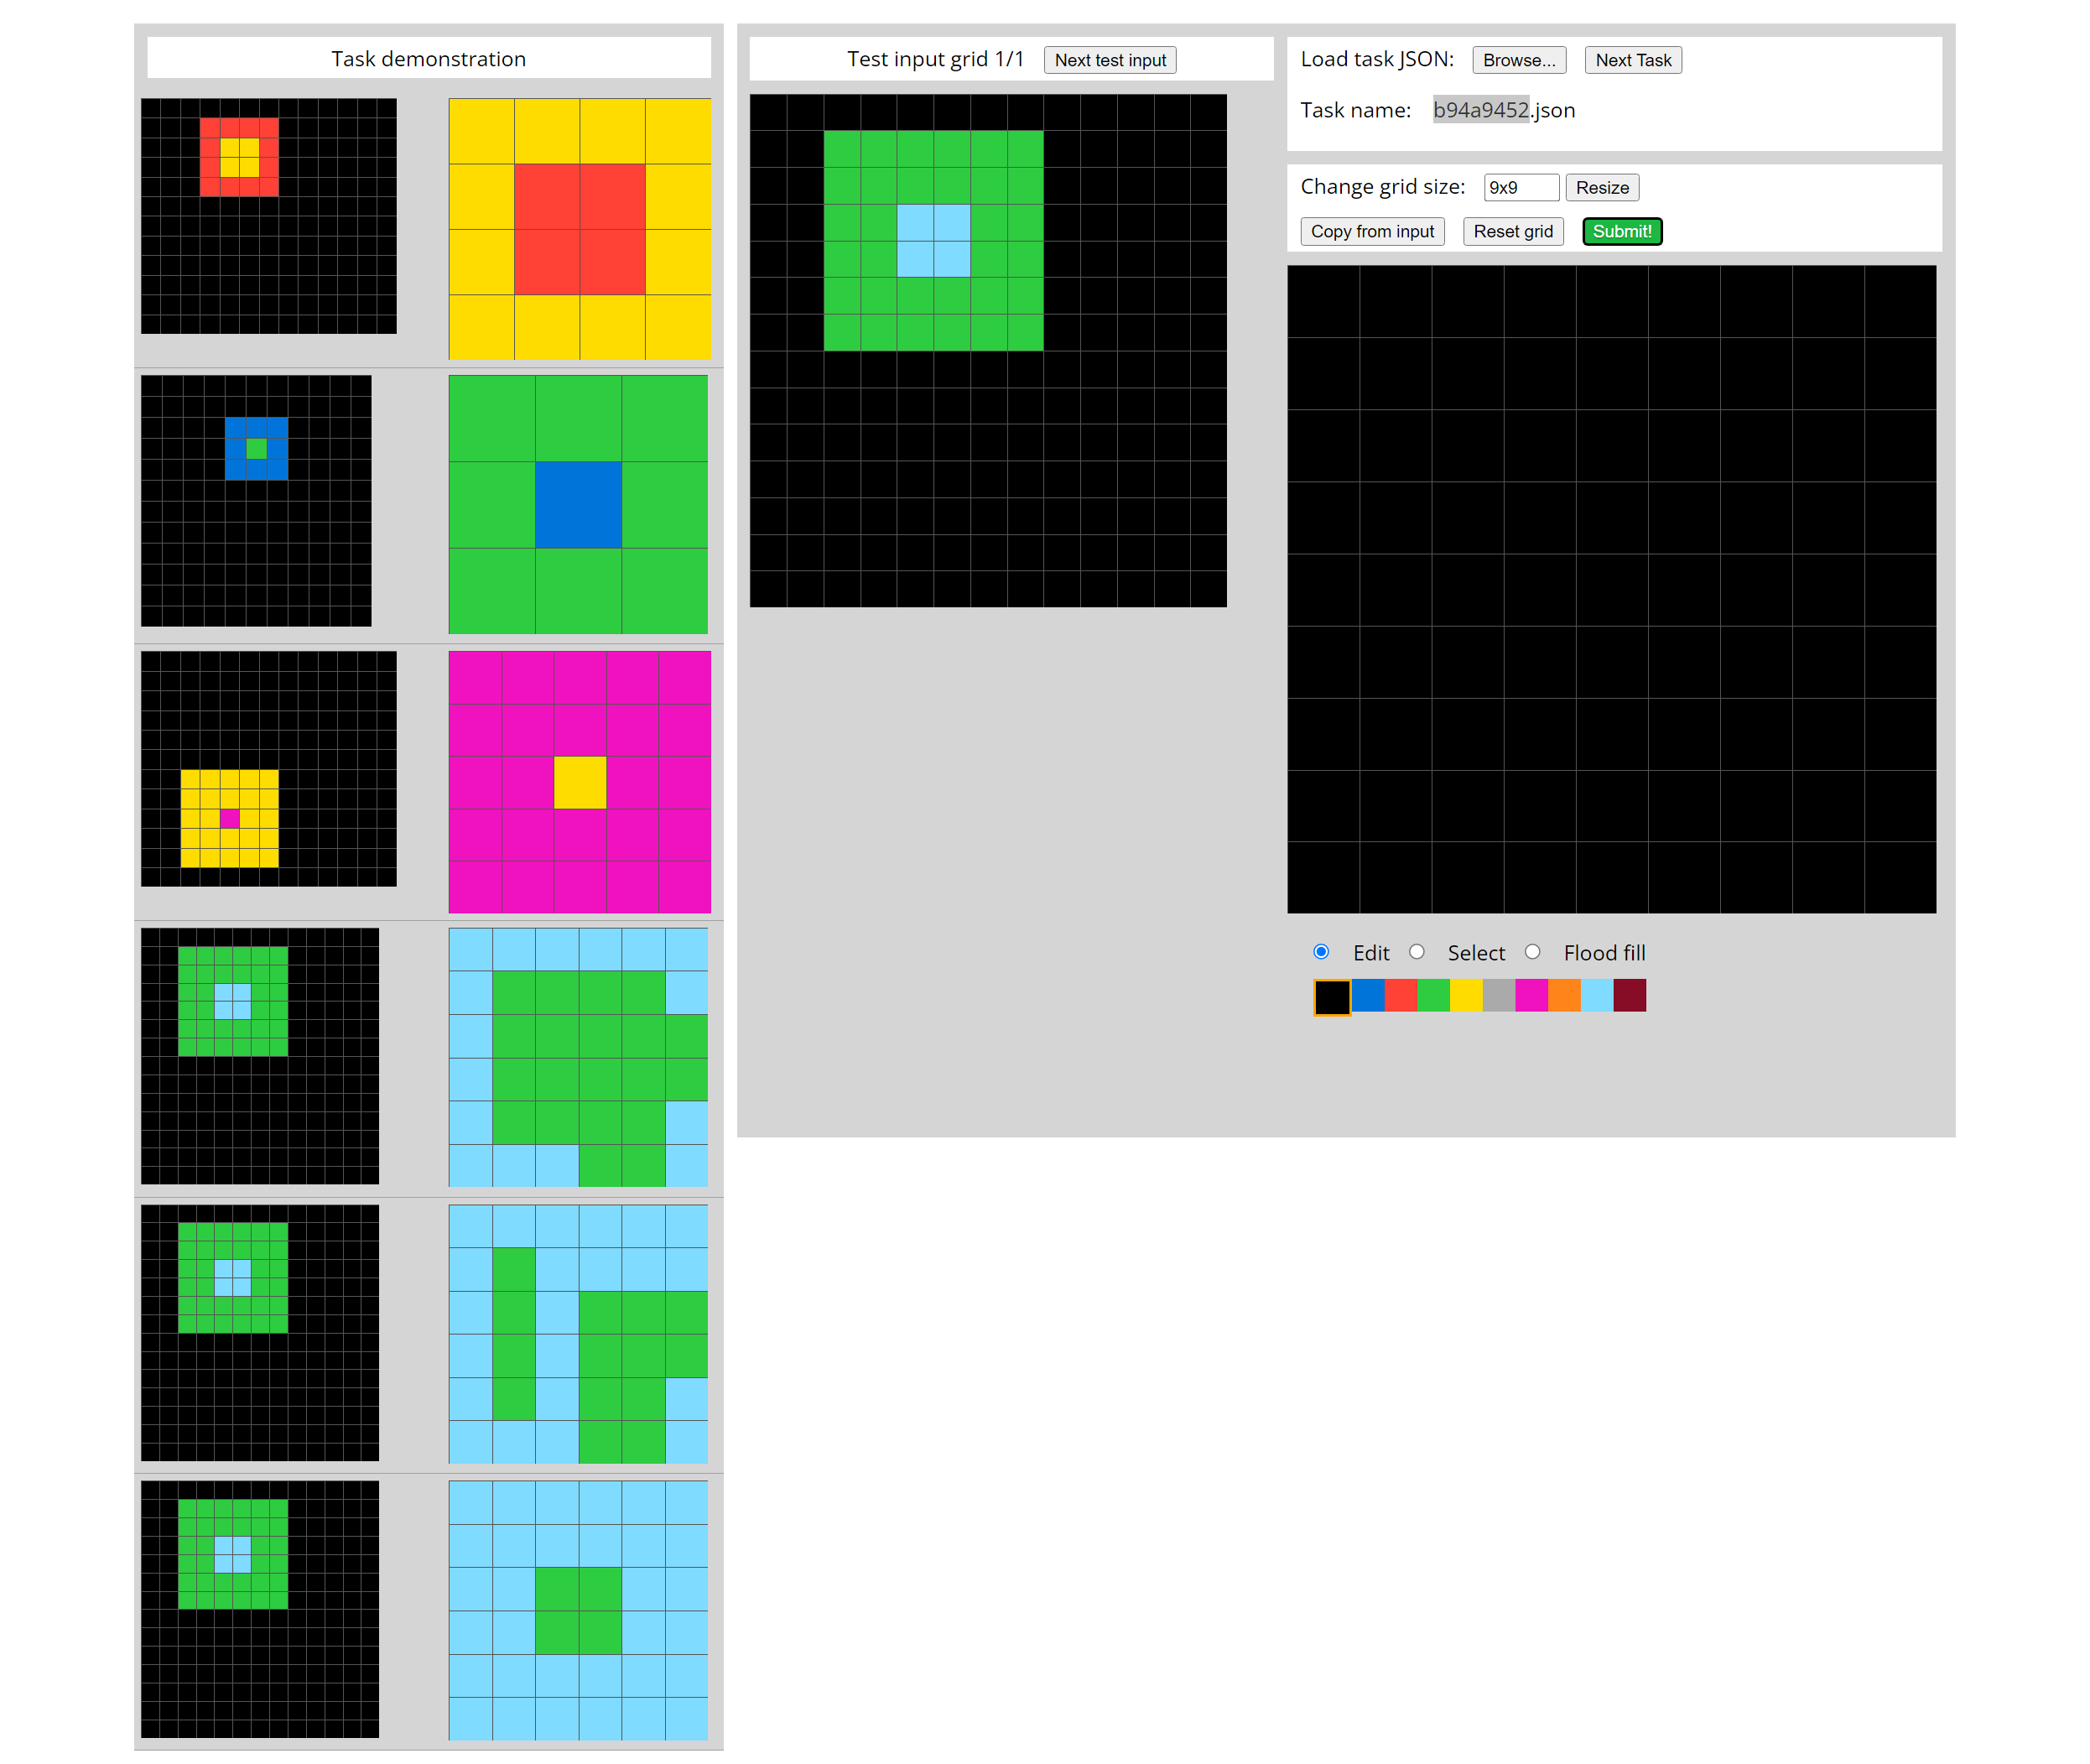 Task demonstration
Test input grid 1/1 Next test input
Load task JSON: Browse... Next Task
Task name: b94a9452.json
Change grid size: 9x9 Resize
Copy from input Reset grid Submit!
Edit Select Flood fill